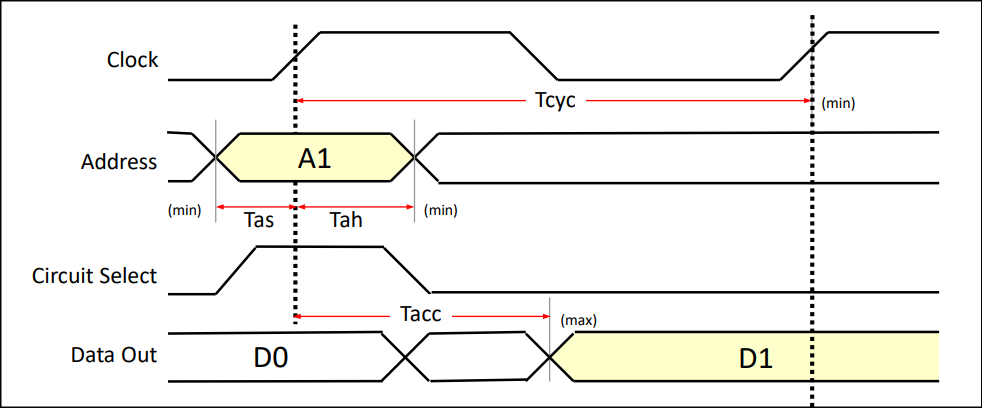 Clock
Tcyc (min)
Address A1
(min) Tas Tah (min)
Circuit Select
Tacc (max)
Data Out D0 D1